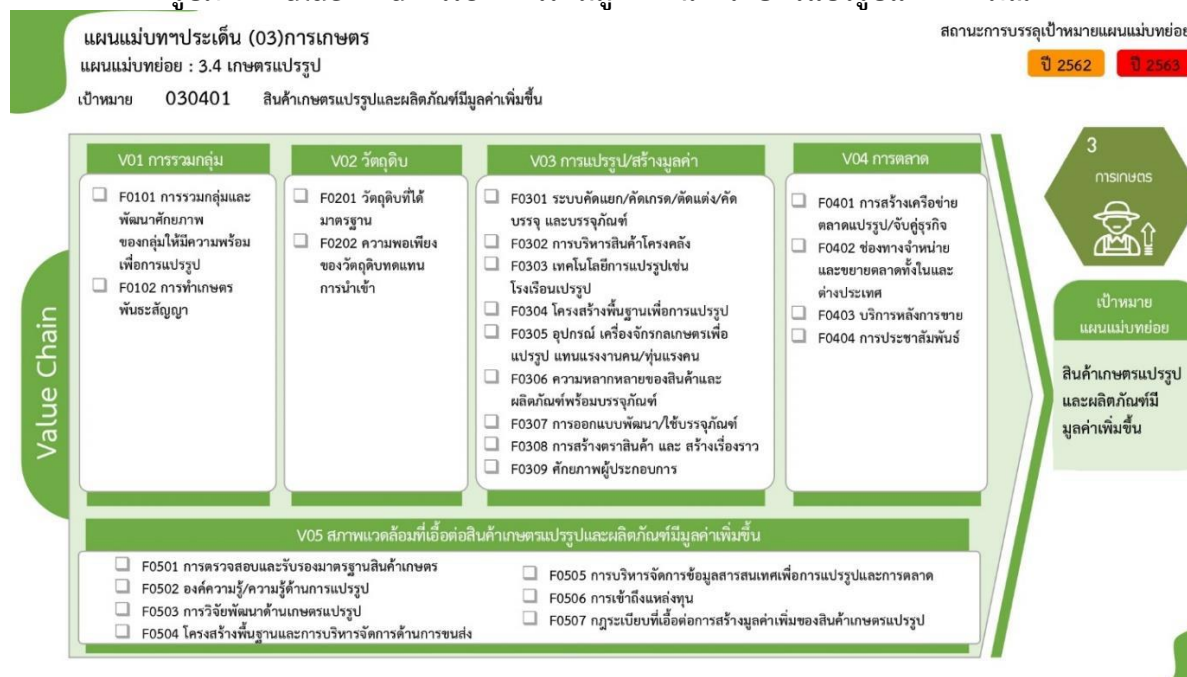 แผนแม่บทฯประเด็น (03)การเกษตร
แผนแม่บทย่อย : 3.4 เกษตรแปรรูป
เป้าหมาย 030401 สินค้าเกษตรแปรรูปและผลิตภัณฑ์มีมูลค่าเพิ่มขึ้น
สถานะการบรรลุเป้าหมายแผนแม่บทย่อย
ปี 2562 ปี 2563
Value Chain
V01 การรวมกลุ่ม
F0101 การรวมกลุ่มและ
พัฒนาศักยภาพ
ของกลุ่มให้มีความพร้อม
เพื่อการแปรรูป
F0102 การทำเกษตร
พันธะสัญญา
V02 วัตถุดิบ
F0201 วัตถุดิบที่ได้
มาตรฐาน
F0202 ความพอเพียง
ของวัตถุดิบทดแทน
การนำเข้า
V03 การแปรรูป/สร้างมูลค่า
F0301 ระบบคัดแยก/คัดเกรด/ตัดแต่ง/คัด
บรรจุ และบรรจุภัณฑ์
F0302 การบริหารสินค้าโครงคลัง
F0303 เทคโนโลยีการแปรรูปเช่น
โรงเรือนเปรรูป
F0304 โครงสร้างพื้นฐานเพื่อการแปรรูป
F0305 อุปกรณ์ เครื่องจักรกลเกษตรเพื่อ
แปรรูป แทนแรงงานคน/ทุ่นแรงคน
F0306 ความหลากหลายของสินค้าและ
ผลิตภัณฑ์พร้อมบรรจุภัณฑ์
F0307 การออกแบบพัฒนา/ใช้บรรจุภัณฑ์
F0308 การสร้างตราสินค้า และ สร้างเรื่องราว
F0309 ศักยภาพผู้ประกอบการ
V04 การตลาด
F0401 การสร้างเครือข่าย
ตลาดแปรรูป/จับคู่ธุรกิจ
F0402 ช่องทางจำหน่าย
และขยายตลาดทั้งในและ
ต่างประเทศ
F0403 บริการหลังการขาย
F0404 การประชาสัมพันธ์
3
การเกษตร
เป้าหมาย
แผนแม่บทย่อย
สินค้าเกษตรแปรรูป
และผลิตภัณฑ์มี
มูลค่าเพิ่มขึ้น
V05 สภาพแวดล้อมที่เอื้อต่อสินค้าเกษตรแปรรูปและผลิตภัณฑ์มีมูลค่าเพิ่มขึ้น
F0501 การตรวจสอบและรับรองมาตรฐานสินค้าเกษตร
F0502 องค์ความรู้/ความรู้ด้านการแปรรูป
F0503 การวิจัยพัฒนาด้านเกษตรแปรรูป
F0504 โครงสร้างพื้นฐานและการบริหารจัดการด้านการขนส่ง
F0505 การบริหารจัดการข้อมูลสารสนเทศเพื่อการแปรรูปและการตลาด
F0506 การเข้าถึงแหล่งทุน
F0507 กฎระเบียบที่เอื้อต่อการสร้างมูลค่าเพิ่มของสินค้าเกษตรแปรรูป